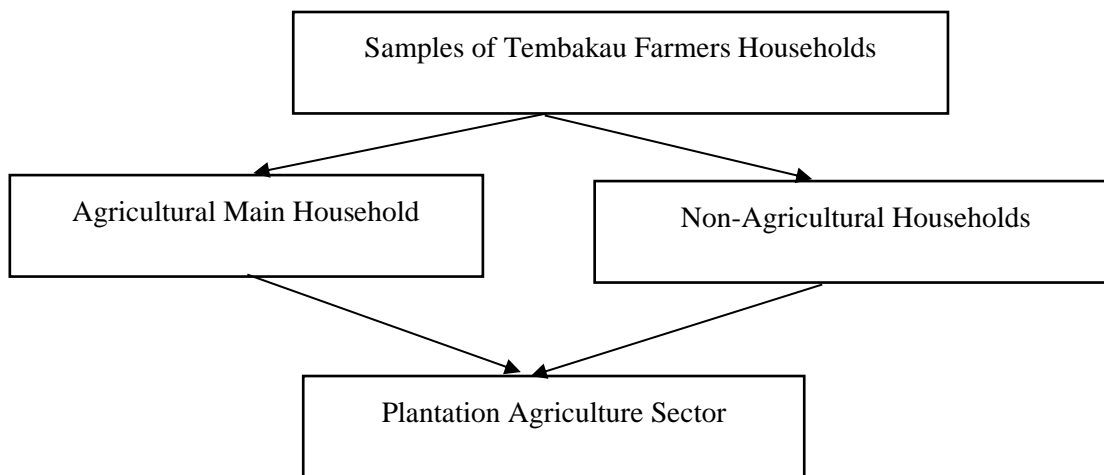 Samples of Tembakau Farmers Households
Agricultural Main Household
Non-Agricultural Households
Plantation Agriculture Sector